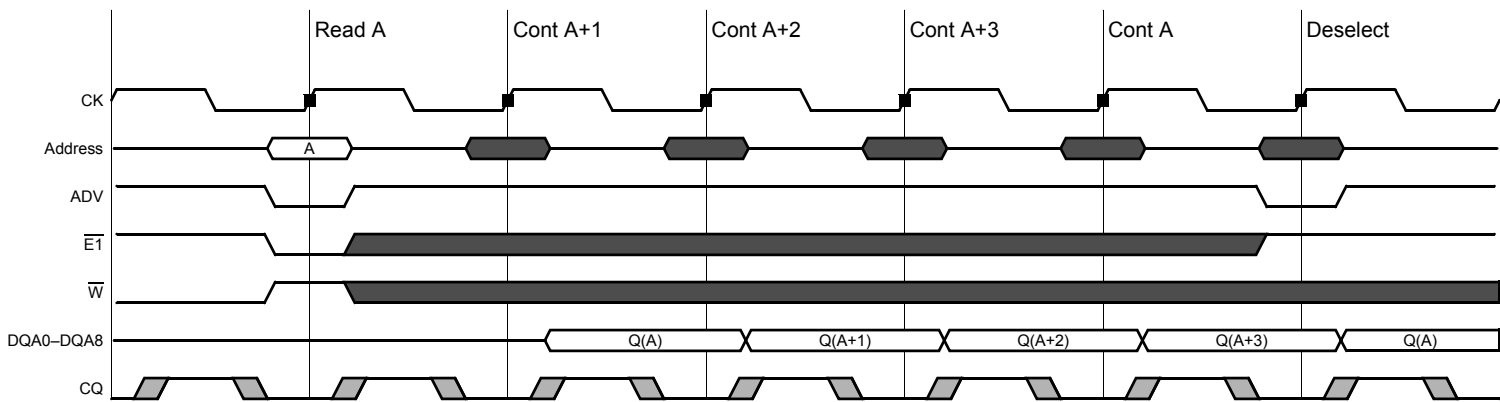 Read A Cont A+1 Cont A+2 Cont A+3 Cont A Deselect
CK
Address A
ADV
E1
W
DQA0–DQA8 Q(A) Q(A+1) Q(A+2) Q(A+3) Q(A)
CQ